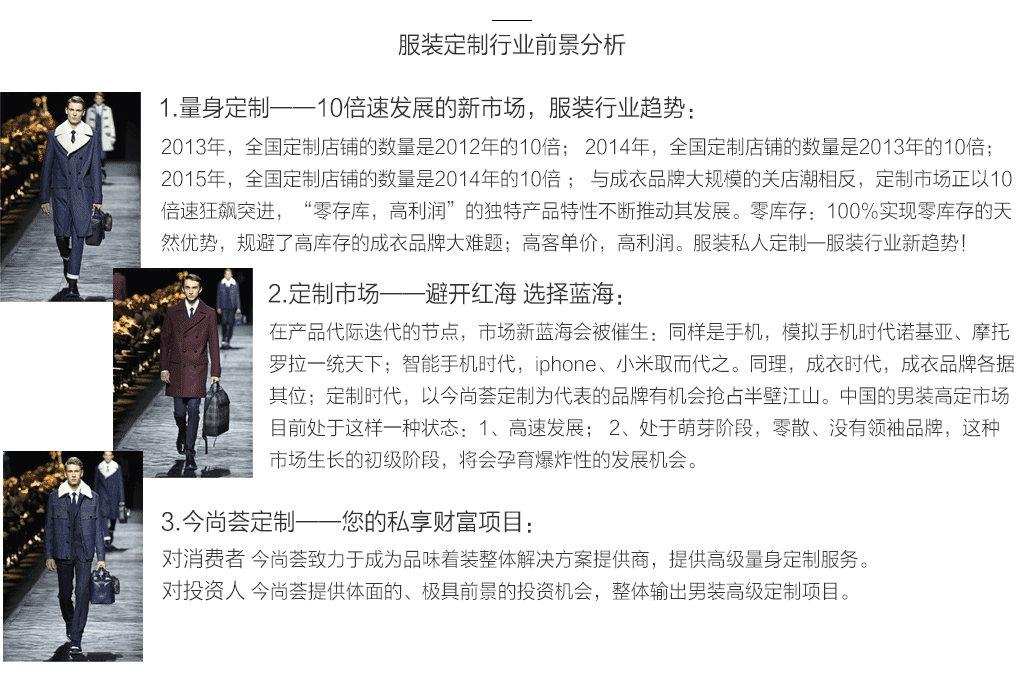 服装定制行业前景分析
1.量身定制——10倍速发展的新市场，服装行业趋势：
2013年，全国定制店铺的数量是2012年的10倍； 2014年，全国定制店铺的数量是2013年的10倍；
2015年，全国定制店铺的数量是2014年的10倍 ； 与成衣品牌大规模的关店潮相反，定制市场正以10
倍速狂飙突进，“零存库，高利润”的独特产品特性不断推动其发展。零库存：100%实现零库存的天
然优势，规避了高库存的成衣品牌大难题；高客单价，高利润。服装私人定制—服装行业新趋势！
2.定制市场——避开红海 选择蓝海：
在产品代际迭代的节点，市场新蓝海会被催生：同样是手机，模拟手机时代诺基亚、摩托
罗拉一统天下；智能手机时代，iphone、小米取而代之。同理，成衣时代，成衣品牌各据
其位；定制时代，以今尚荟定制为代表的品牌有机会抢占半壁江山。中国的男装高定市场
目前处于这样一种状态：1、高速发展； 2、处于萌芽阶段，零散、没有领袖品牌，这种
市场生长的初级阶段，将会孕育爆炸性的发展机会。
3.今尚荟定制——您的私享财富项目：
对消费者 今尚荟致力于成为品味着装整体解决方案提供商，提供高级量身定制服务。
对投资人 今尚荟提供体面的、极具前景的投资机会，整体输出男装高级定制项目。